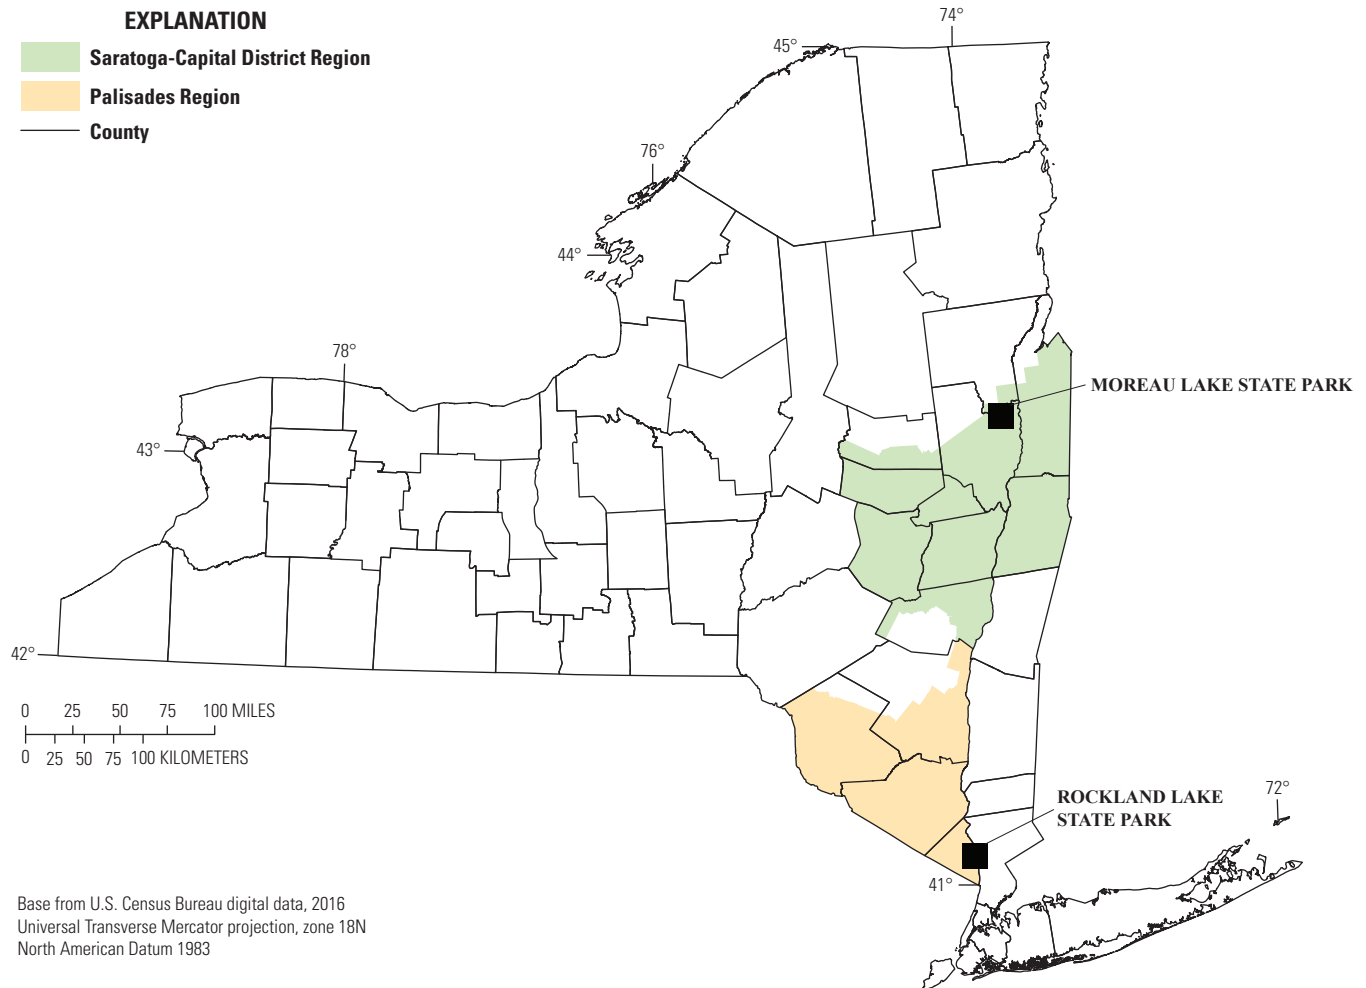 EXPLANATION
Saratoga-Capital District Region
Palisades Region
County
74°
45°
76°
44°
78°
43°
MOREAU LAKE STATE PARK
42°
0 25 50 75 100 MILES
0 25 50 75 100 KILOMETERS
72°
ROCKLAND LAKE
STATE PARK
41°
Base from U.S. Census Bureau digital data, 2016
Universal Transverse Mercator projection, zone 18N
North American Datum 1983